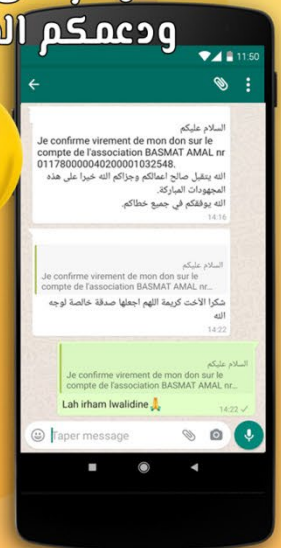 ودعمكم
11:50
السلام عليكم
Je confirme virement de mon don sur le
compte de l'association BASMAT AMAL nr
011780000040200001032548.
الله يتقبل صالح اعمالكم وجزاكم الله خيرا على هذه
المجهودات المباركة.
الله يوفقكم في جميع خطاكم.
14:16
السلام عليكم
Je confirme virement de mon don sur le
compte de l'association BASMAT AMAL nr...
شكرا الأخت كريمة اللهم اجعلها صدقة خالصة لوجه
الله
14:22
السلام عليكم
Je confirme virement de mon don sur le
compte de l'association BASMAT AMAL nr...
Lah irham lwalidine
14:22
Taper message